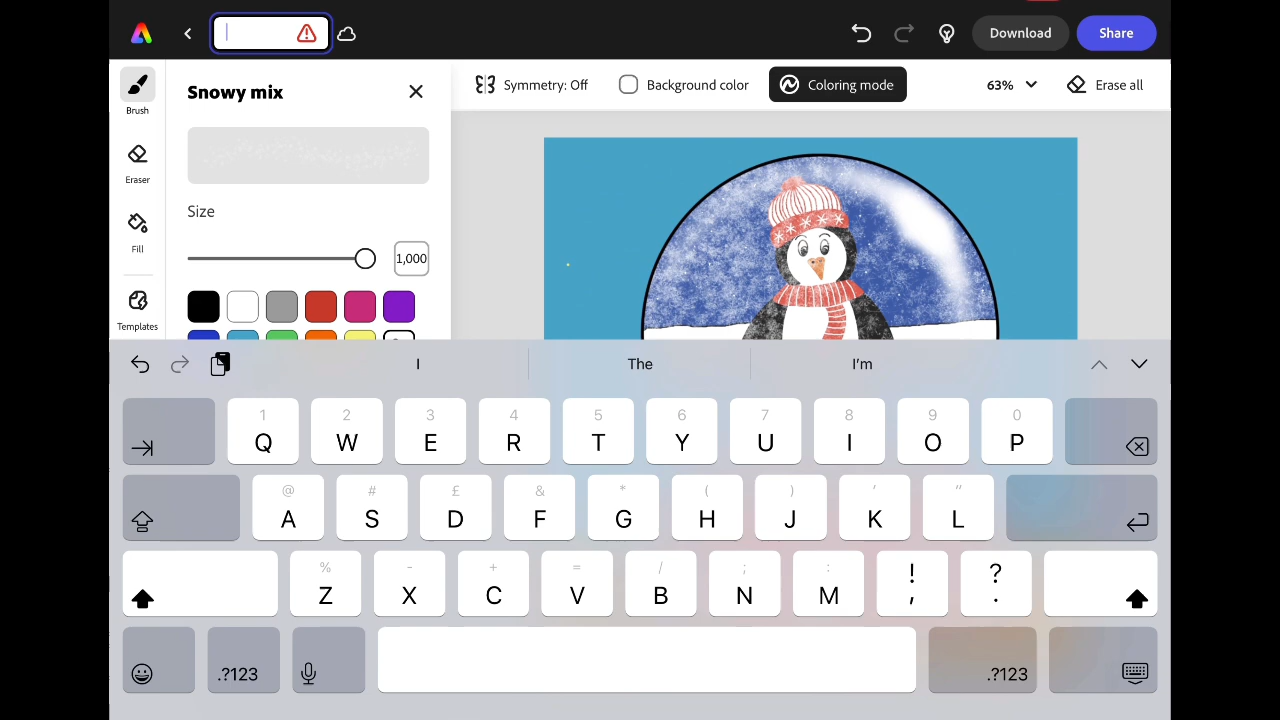 Download
Share
Brush
Eraser
Fill
Templates
Snowy mix
Size
1,000
Symmetry: Off
Background color
Coloring mode
63%
Erase all
I
The
I'm
1 2 3 4 5 6 7 8 9 0
Q W E R T Y U I O P
@ # £ & * ( ) ' "
A S D F G H J K L
% - + = / ; : ! ?
Z X C V B N M , .
.?123
.?123